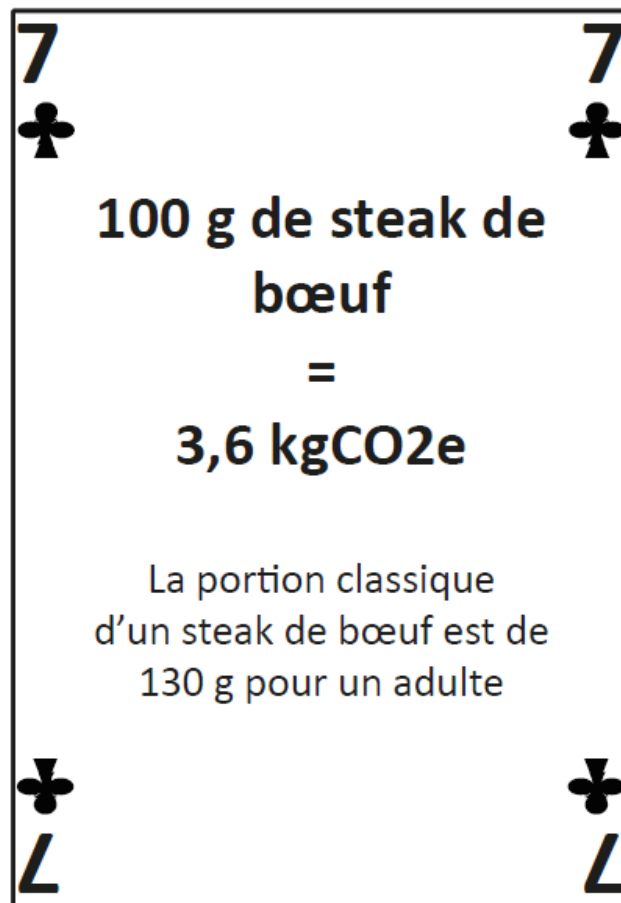 7 7
100 g de steak de
bœuf
=
3,6 kgCO2e
La portion classique
d’un steak de bœuf est de
130 g pour un adulte
7 7